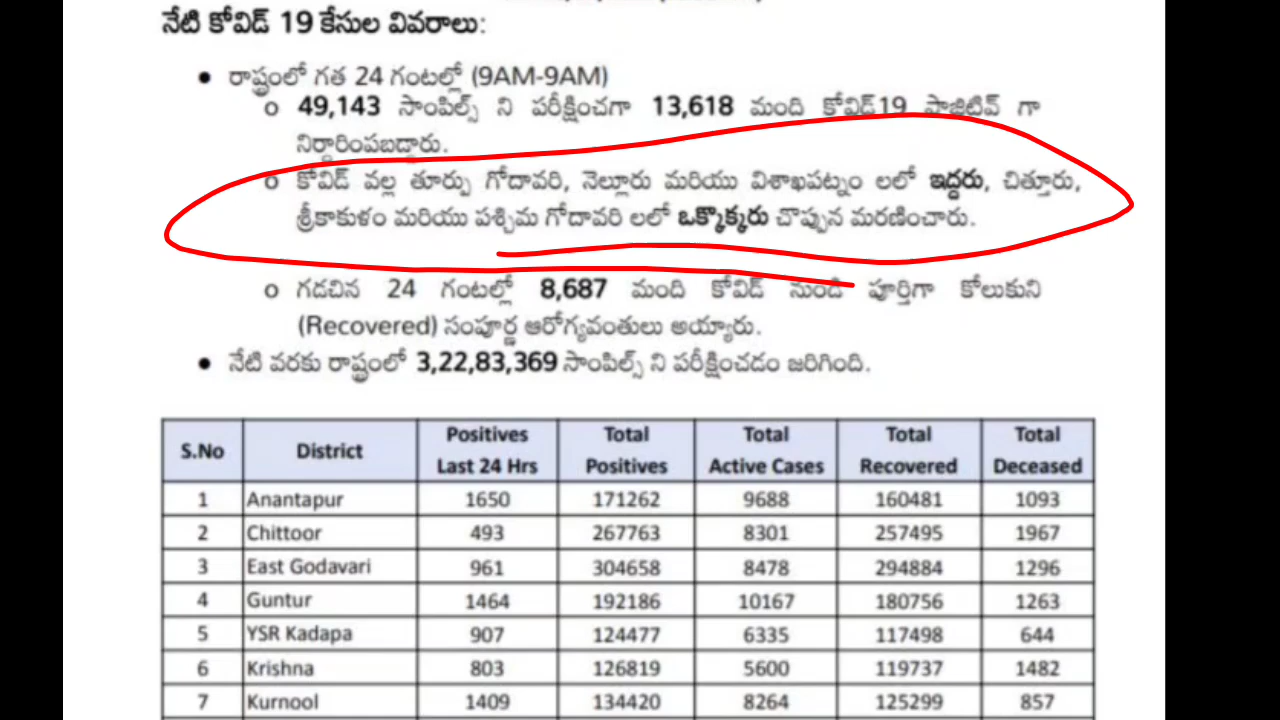 నేటి కోవిడ్ 19 కేసుల వివరాలు:
● రాష్ట్రంలో గత 24 గంటల్లో (9AM-9AM)
o 49,143 సాంపిల్స్ ని పరీక్షించగా 13,618 మంది కోవిడ్19 పాజిటివ్ గా
నిర్దారింపబడ్డారు.
o కోవిడ్ వల్ల తూర్పు గోదావరి, నెల్లూరు మరియు విశాఖపట్నం లలో ఇద్దరు, చిత్తూరు,
శ్రీకాకుళం మరియు పశ్చిమ గోదావరి లలో ఒక్కొక్కరు చొప్పున మరణించారు.
o గడచిన 24 గంటల్లో 8,687 మంది కోవిడ్ నుండి పూర్తిగా కోలుకుని
(Recovered) సంపూర్ణ ఆరోగ్యవంతులు అయ్యారు.
● నేటి వరకు రాష్ట్రంలో 3,22,83,369 సాంపిల్స్ ని పరీక్షించడం జరిగింది.
S.No District Positives Last 24 Hrs Total Positives Total Active Cases Total Recovered Total Deceased
1 Anantapur 1650 171262 9688 160481 1093
2 Chittoor 493 267763 8301 257495 1967
3 East Godavari 961 304658 8478 294884 1296
4 Guntur 1464 192186 10167 180756 1263
5 YSR Kadapa 907 124477 6335 117498 644
6 Krishna 803 126819 5600 119737 1482
7 Kurnool 1409 134420 8264 125299 857